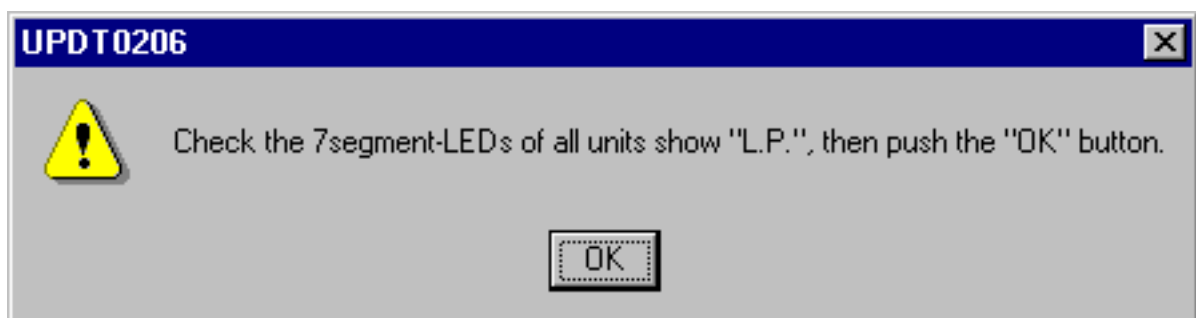 UPDT0206
Check the 7segment-LEDs of all units show "L.P.", then push the "OK" button.
OK